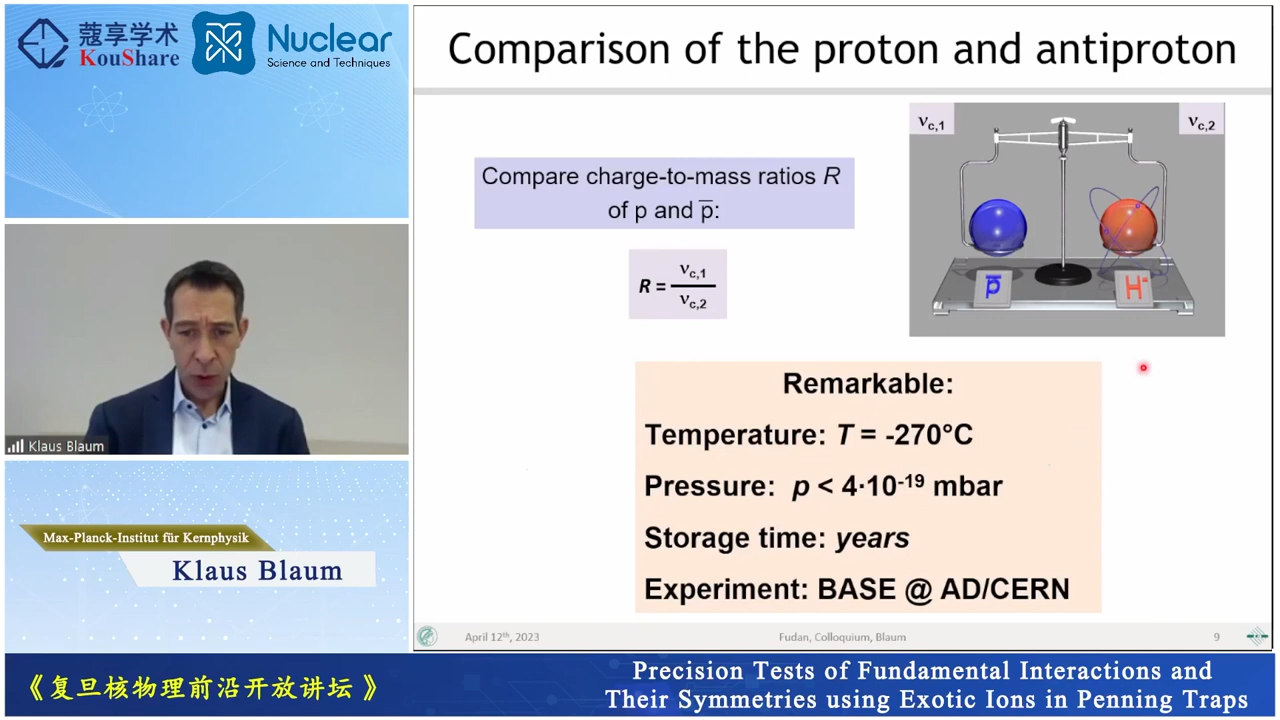 蔻享学术
KouShare
Nuclear
Science and Techniques
Klaus Blaum
Max-Planck-Institut für Kernphysik
Klaus Blaum
Comparison of the proton and antiproton
Compare charge-to-mass ratios R
of p and p̅:
R = νc,1 / νc,2
νc,1
νc,2
p̅
H⁻
Remarkable:
Temperature: T = -270°C
Pressure: p < 4·10⁻¹⁹ mbar
Storage time: years
Experiment: BASE @ AD/CERN
April 12th, 2023
Fudan, Colloquium, Blaum
9
《复旦核物理前沿开放讲坛》
Precision Tests of Fundamental Interactions and
Their Symmetries using Exotic Ions in Penning Traps